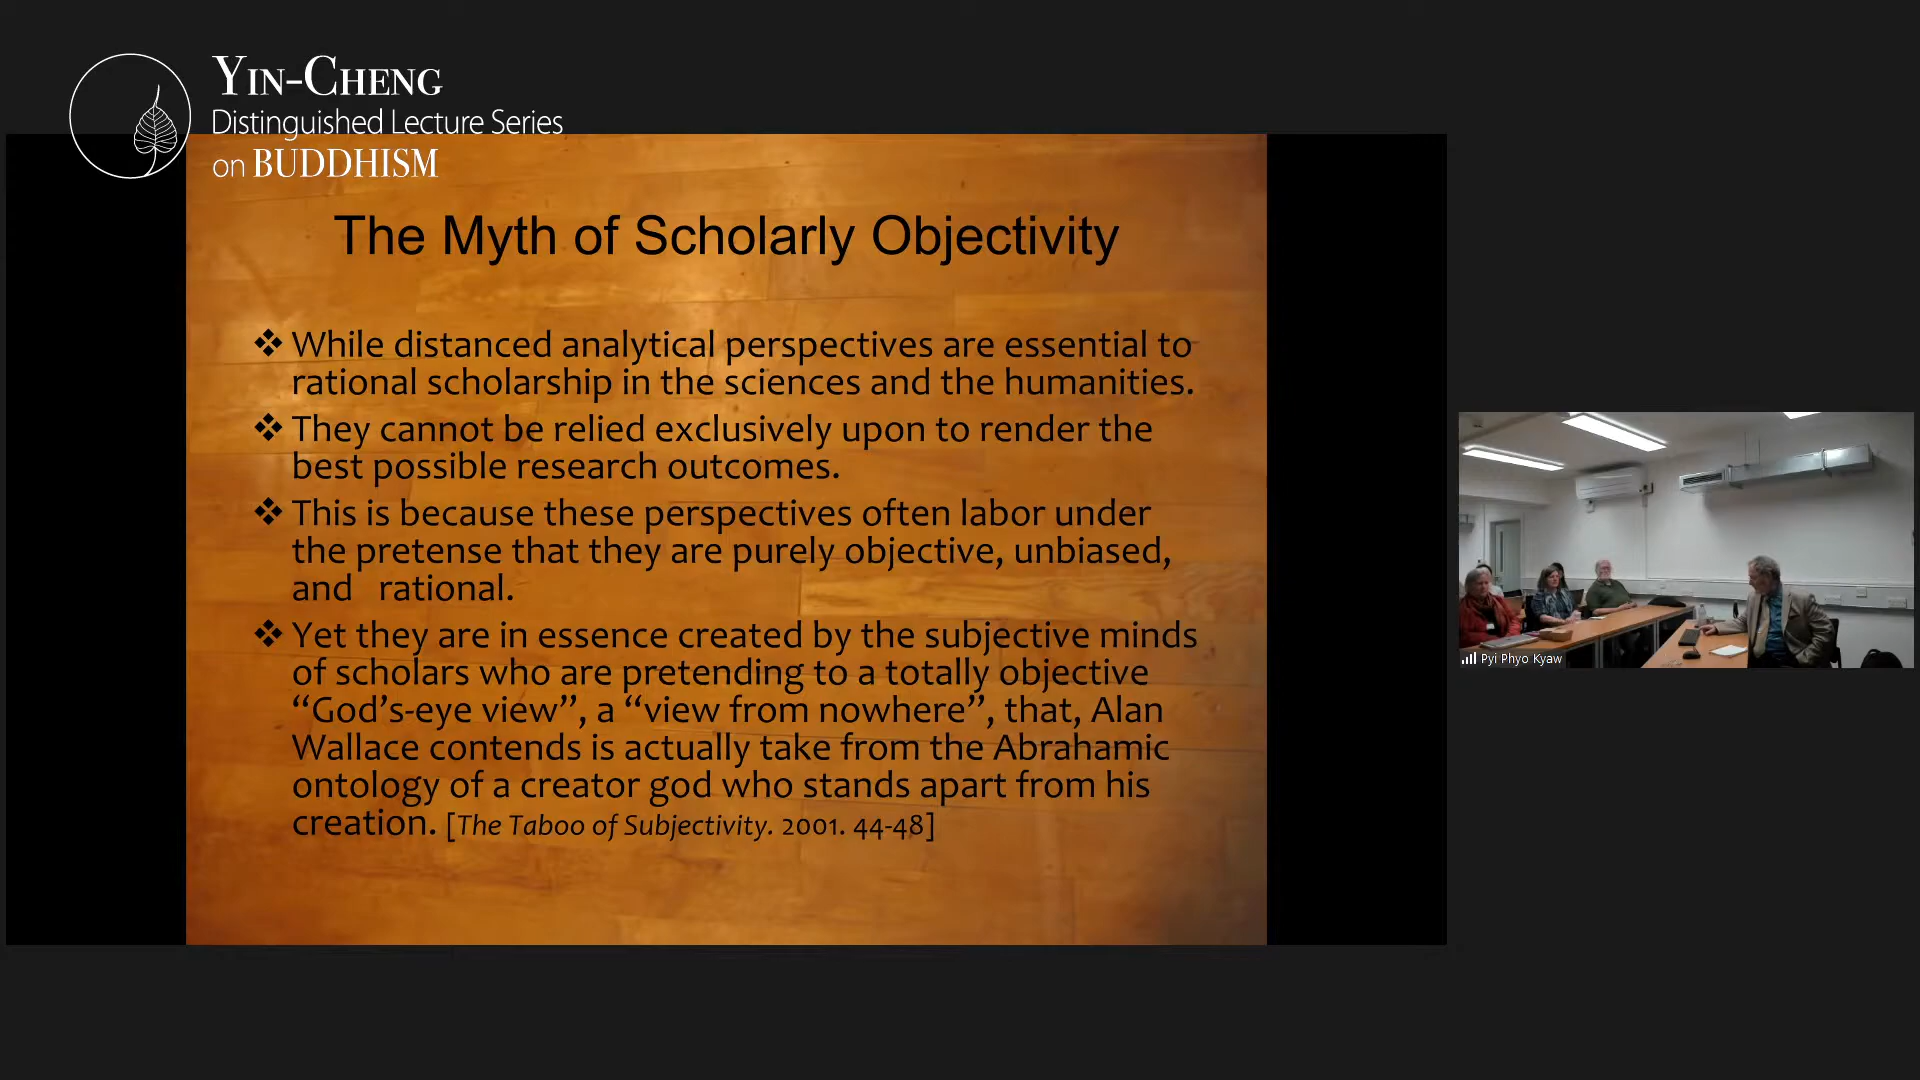 YIN-CHENG
Distinguished Lecture Series
on BUDDHISM
The Myth of Scholarly Objectivity
❖ While distanced analytical perspectives are essential to
rational scholarship in the sciences and the humanities.
❖ They cannot be relied exclusively upon to render the
best possible research outcomes.
❖ This is because these perspectives often labor under
the pretense that they are purely objective, unbiased,
and rational.
❖ Yet they are in essence created by the subjective minds
of scholars who are pretending to a totally objective
“God’s-eye view”, a “view from nowhere”, that, Alan
Wallace contends is actually take from the Abrahamic
ontology of a creator god who stands apart from his
creation. [The Taboo of Subjectivity. 2001. 44-48]
Pyi Phyo Kyaw